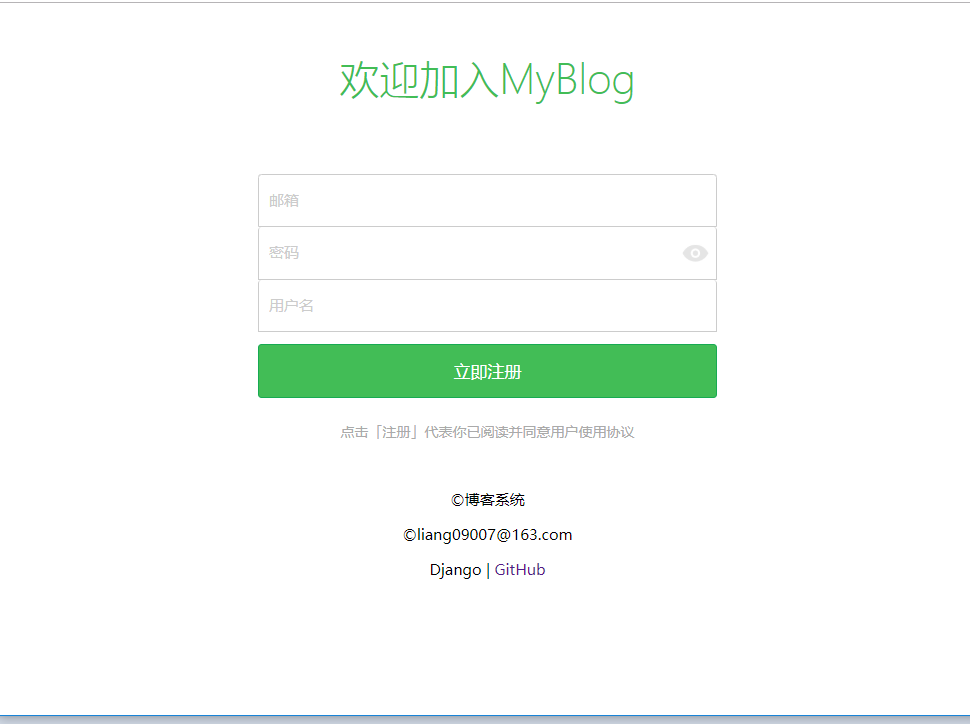 欢迎加入MyBlog
邮箱
密码
用户名
立即注册
点击「注册」代表你已阅读并同意用户使用协议
©博客系统
©liang09007@163.com
Django | GitHub